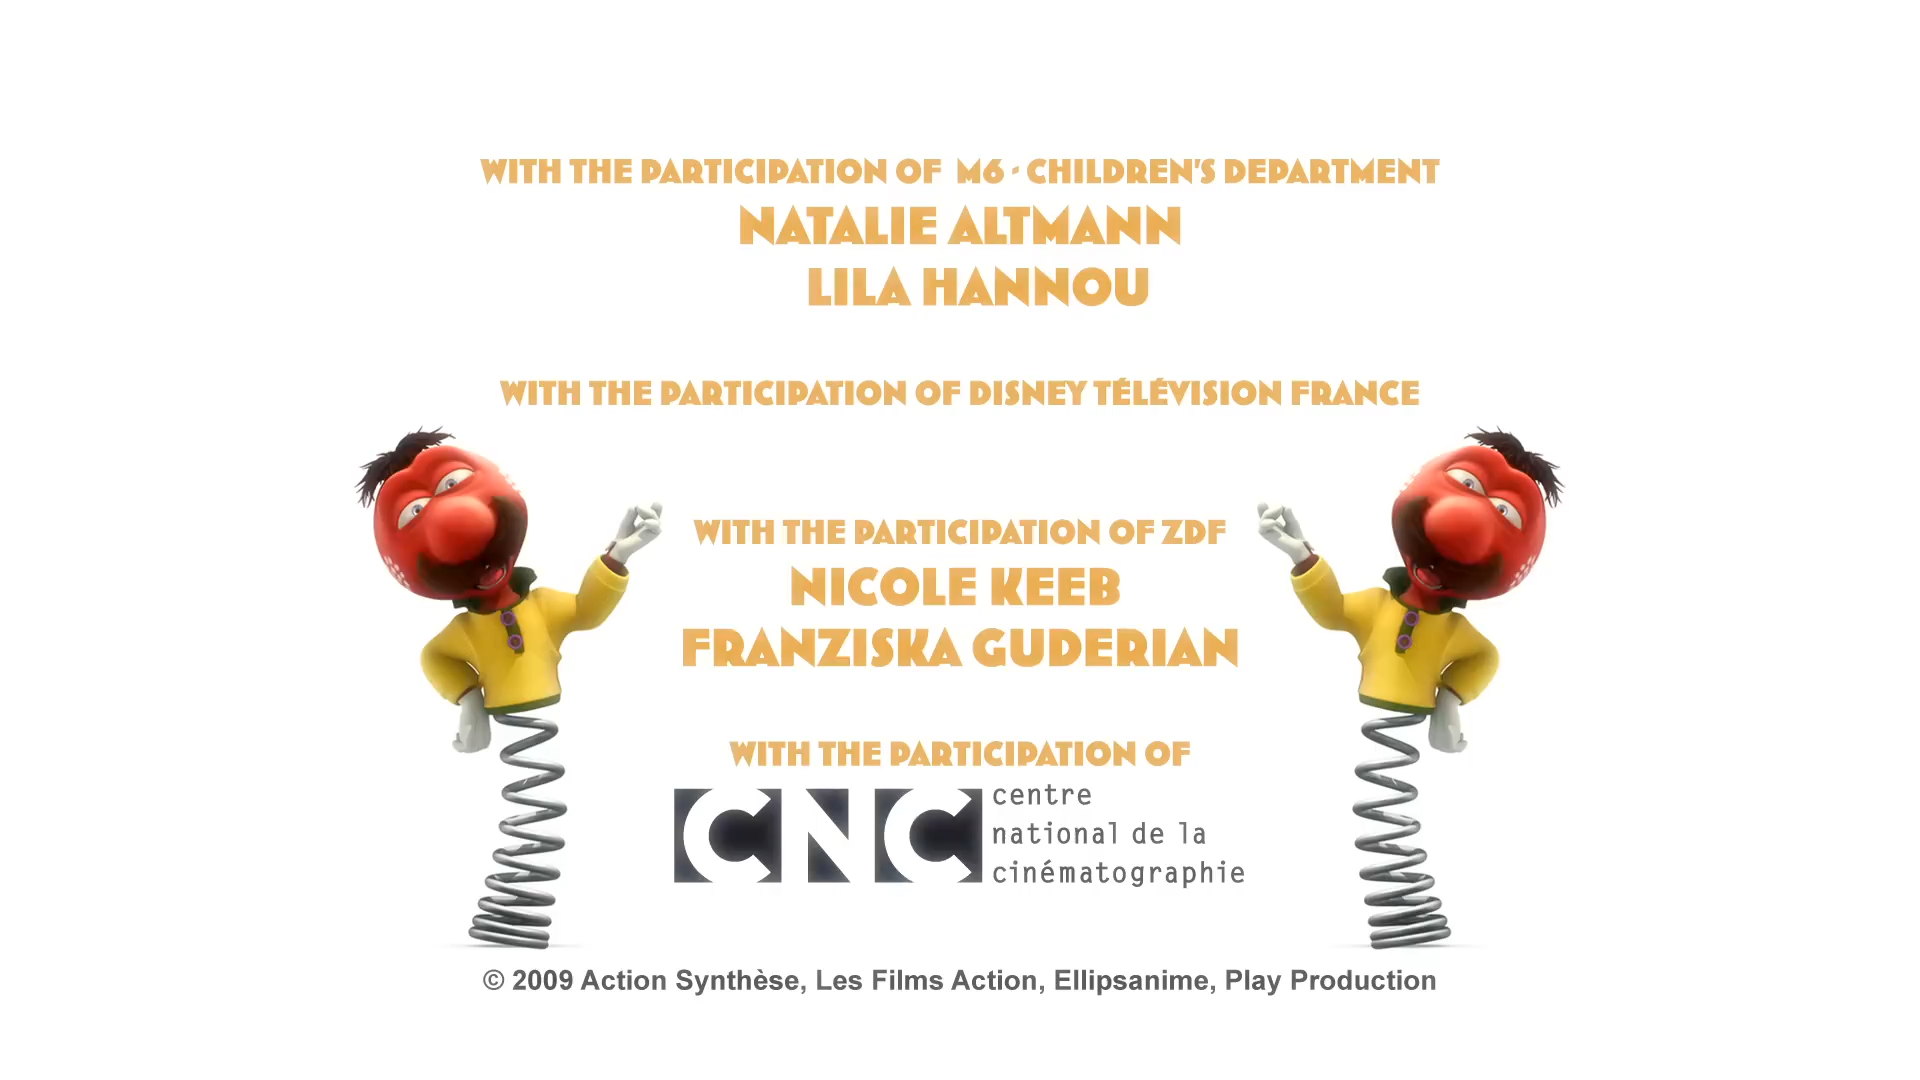 WITH THE PARTICIPATION OF M6 - CHILDREN'S DEPARTMENT
NATALIE ALTMANN
LILA HANNOU
WITH THE PARTICIPATION OF DISNEY TÉLÉVISION FRANCE
WITH THE PARTICIPATION OF ZDF
NICOLE KEEB
FRANZISKA GUDERIAN
WITH THE PARTICIPATION OF
CNC
centre
national de la
cinématographie
© 2009 Action Synthèse, Les Films Action, Ellipsanime, Play Production